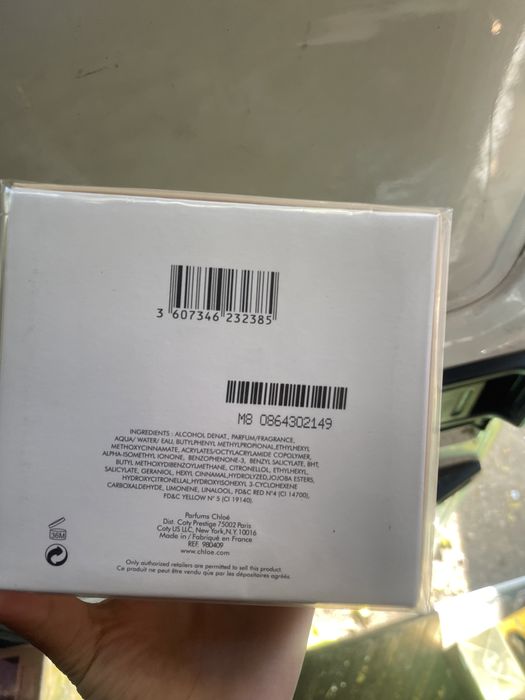 3 607346 232385
M8 0864302149
INGREDIENTS : ALCOHOL DENAT., PARFUM/FRAGRANCE,
AQUA/ WATER/ EAU, BUTYLPHENYL METHYLPROPIONAL,ETHYLHEXYL
METHOXYCINNAMATE, ACRYLATES/OCTYLACRYLAMIDE COPOLYMER,
ALPHA-ISOMETHYL IONONE, BENZOPHENONE-3, BENZYL SALICYLATE, BHT,
BUTYL METHOXYDIBENZOYLMETHANE, CITRONELLOL, ETHYLHEXYL
SALICYLATE, GERANIOL, HEXYL CINNAMAL,HYDROLYZED JOJOBA ESTERS,
HYDROXYCITRONELLAL,HYDROXYISOHEXYL 3-CYCLOHEXENE
CARBOXALDEHYDE, LIMONENE, LINALOOL, FD&C RED N°4 (CI 14700),
FD&C YELLOW N° 5 (CI 19140).
36M
Parfums Chloé
Dist. Coty Prestige 75002 Paris
Coty US LLC, New York,N.Y.10016
Made in / Fabriqué en France
REF. 980409
www.chloe.com
Only authorized retailers are permitted to sell this product.
Ce produit ne peut être vendu que par les dépositaires agréés.